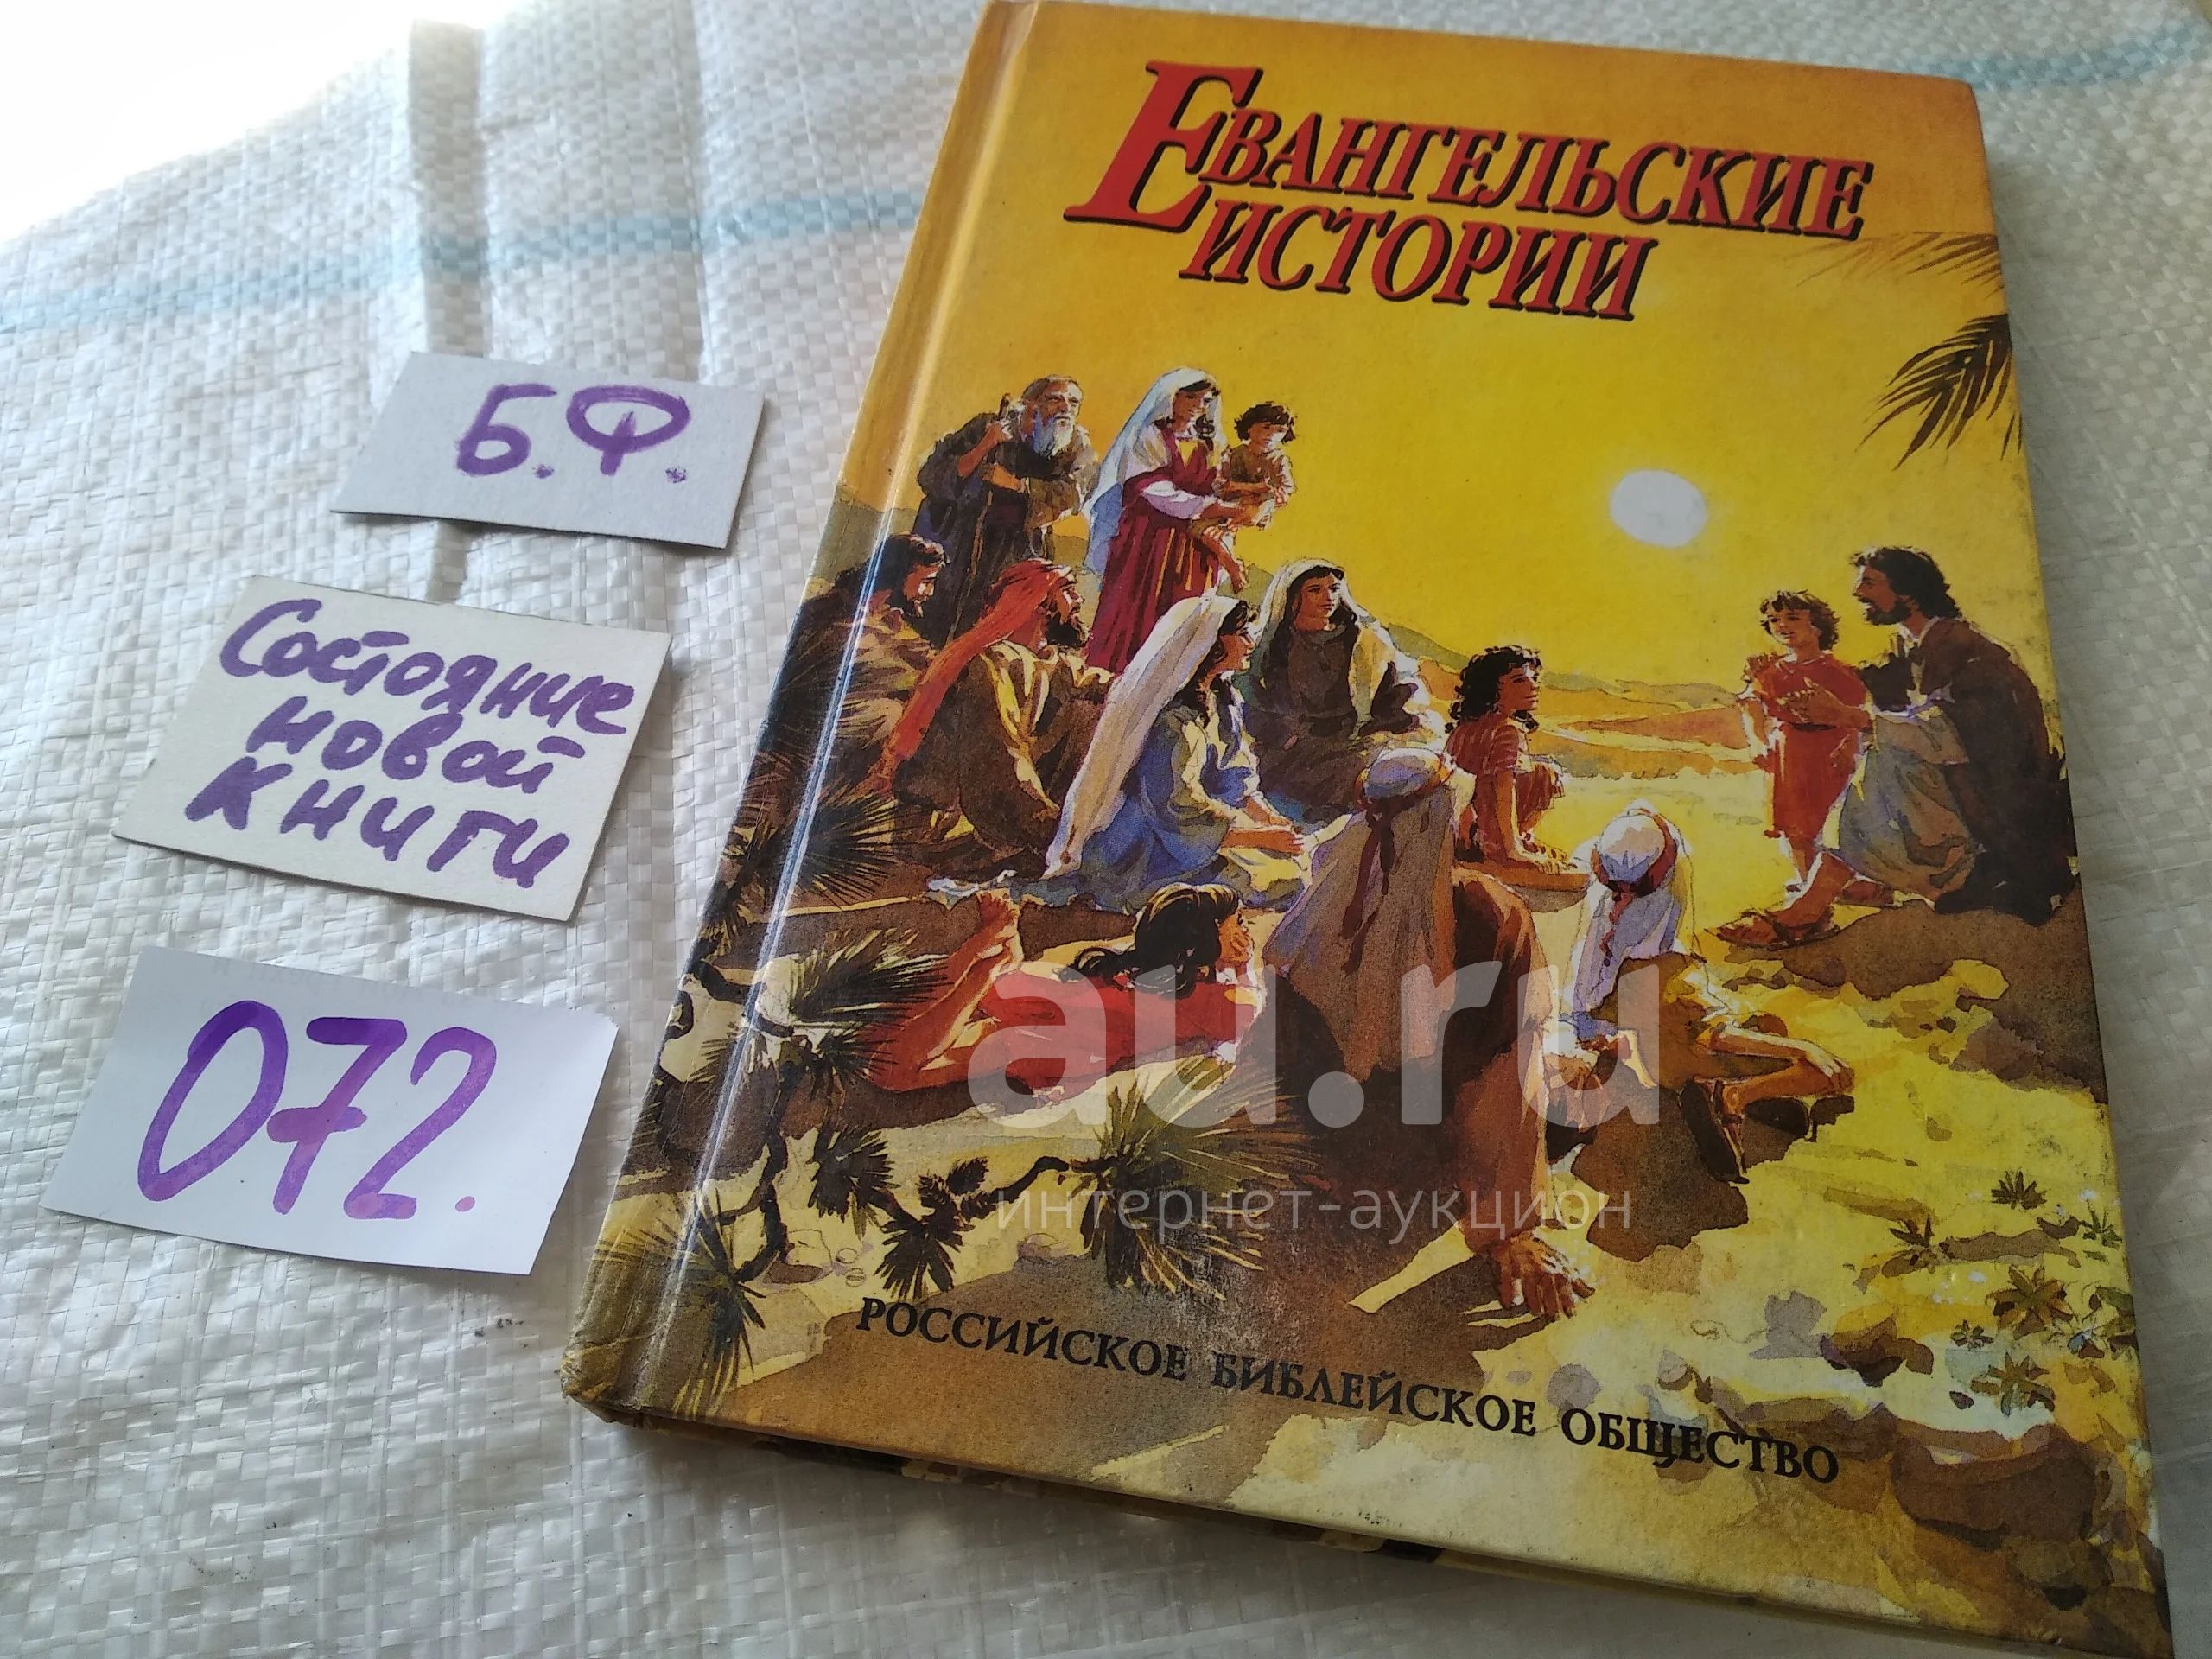 Евангельские
истории
Б.Ф.
Состояние
новой
книги
072.
au.ru
интернет-аукцион
РОССИЙСКОЕ БИБЛЕЙСКОЕ ОБЩЕСТВО